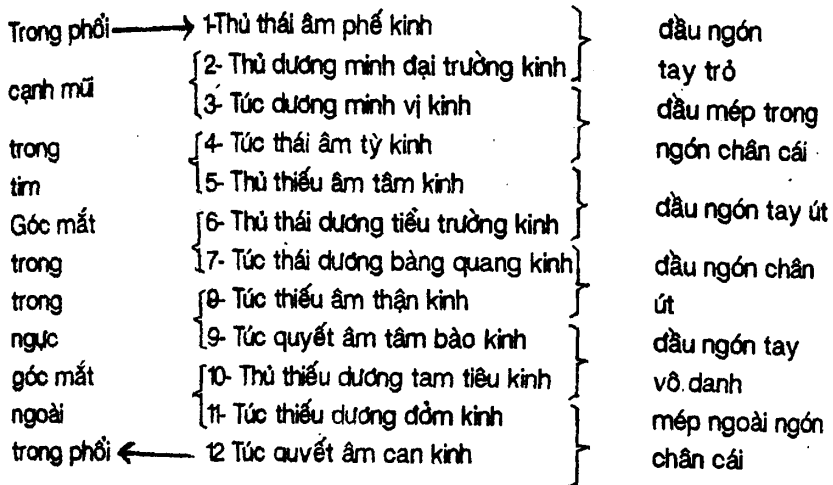 Trong phổi → 1-Thủ thái âm phế kinh đầu ngón
cạnh mũi 2- Thủ dương minh đại trường kinh tay trỏ
3- Túc dương minh vị kinh đầu mép trong
trong 4- Túc thái âm tỳ kinh ngón chân cái
tim 5- Thủ thiếu âm tâm kinh
Góc mắt 6- Thủ thái dương tiểu trường kinh đầu ngón tay út
trong 7- Túc thái dương bàng quang kinh đầu ngón chân
trong 8- Túc thiếu âm thận kinh út
ngực 9- Túc quyết âm tâm bào kinh đầu ngón tay
góc mắt 10- Thủ thiếu dương tam tiêu kinh vô danh
ngoài 11- Túc thiếu dương đởm kinh mép ngoài ngón
trong phổi ← 12 Túc quyết âm can kinh chân cái